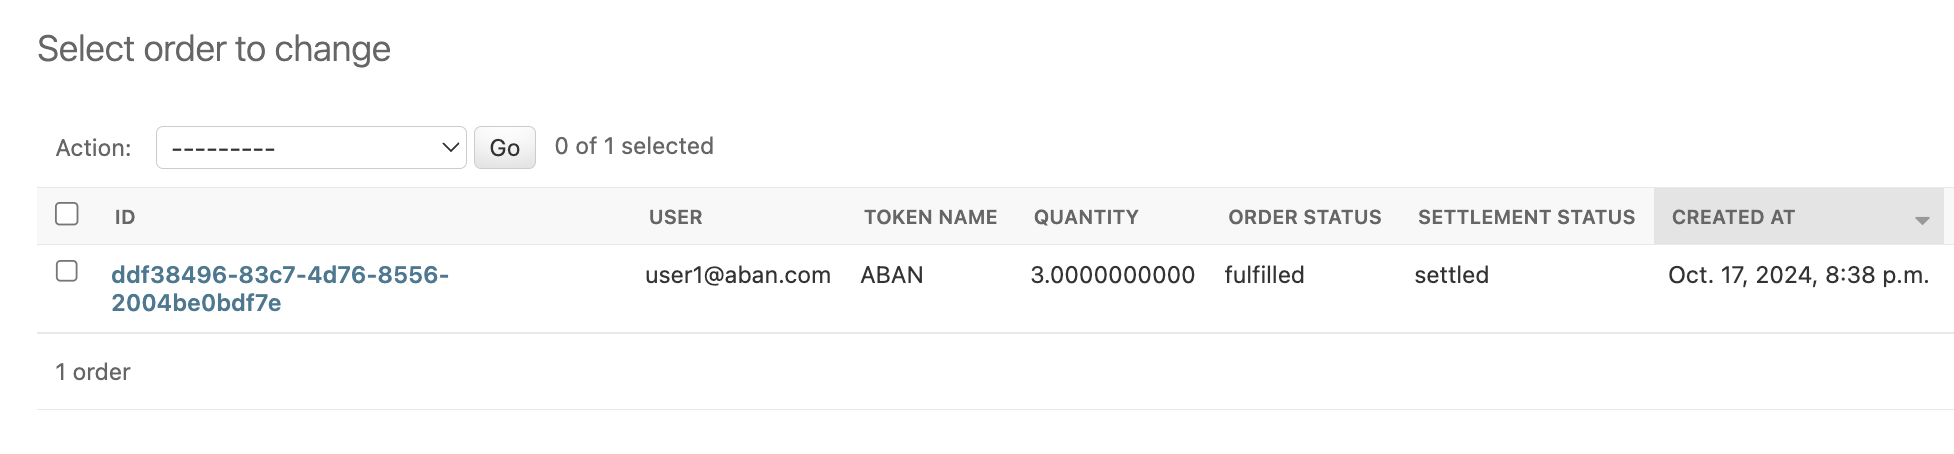 Select order to change
Action: --------- Go 0 of 1 selected
ID USER TOKEN NAME QUANTITY ORDER STATUS SETTLEMENT STATUS CREATED AT
ddf38496-83c7-4d76-8556- user1@aban.com ABAN 3.0000000000 fulfilled settled Oct. 17, 2024, 8:38 p.m.
2004be0bdf7e
1 order